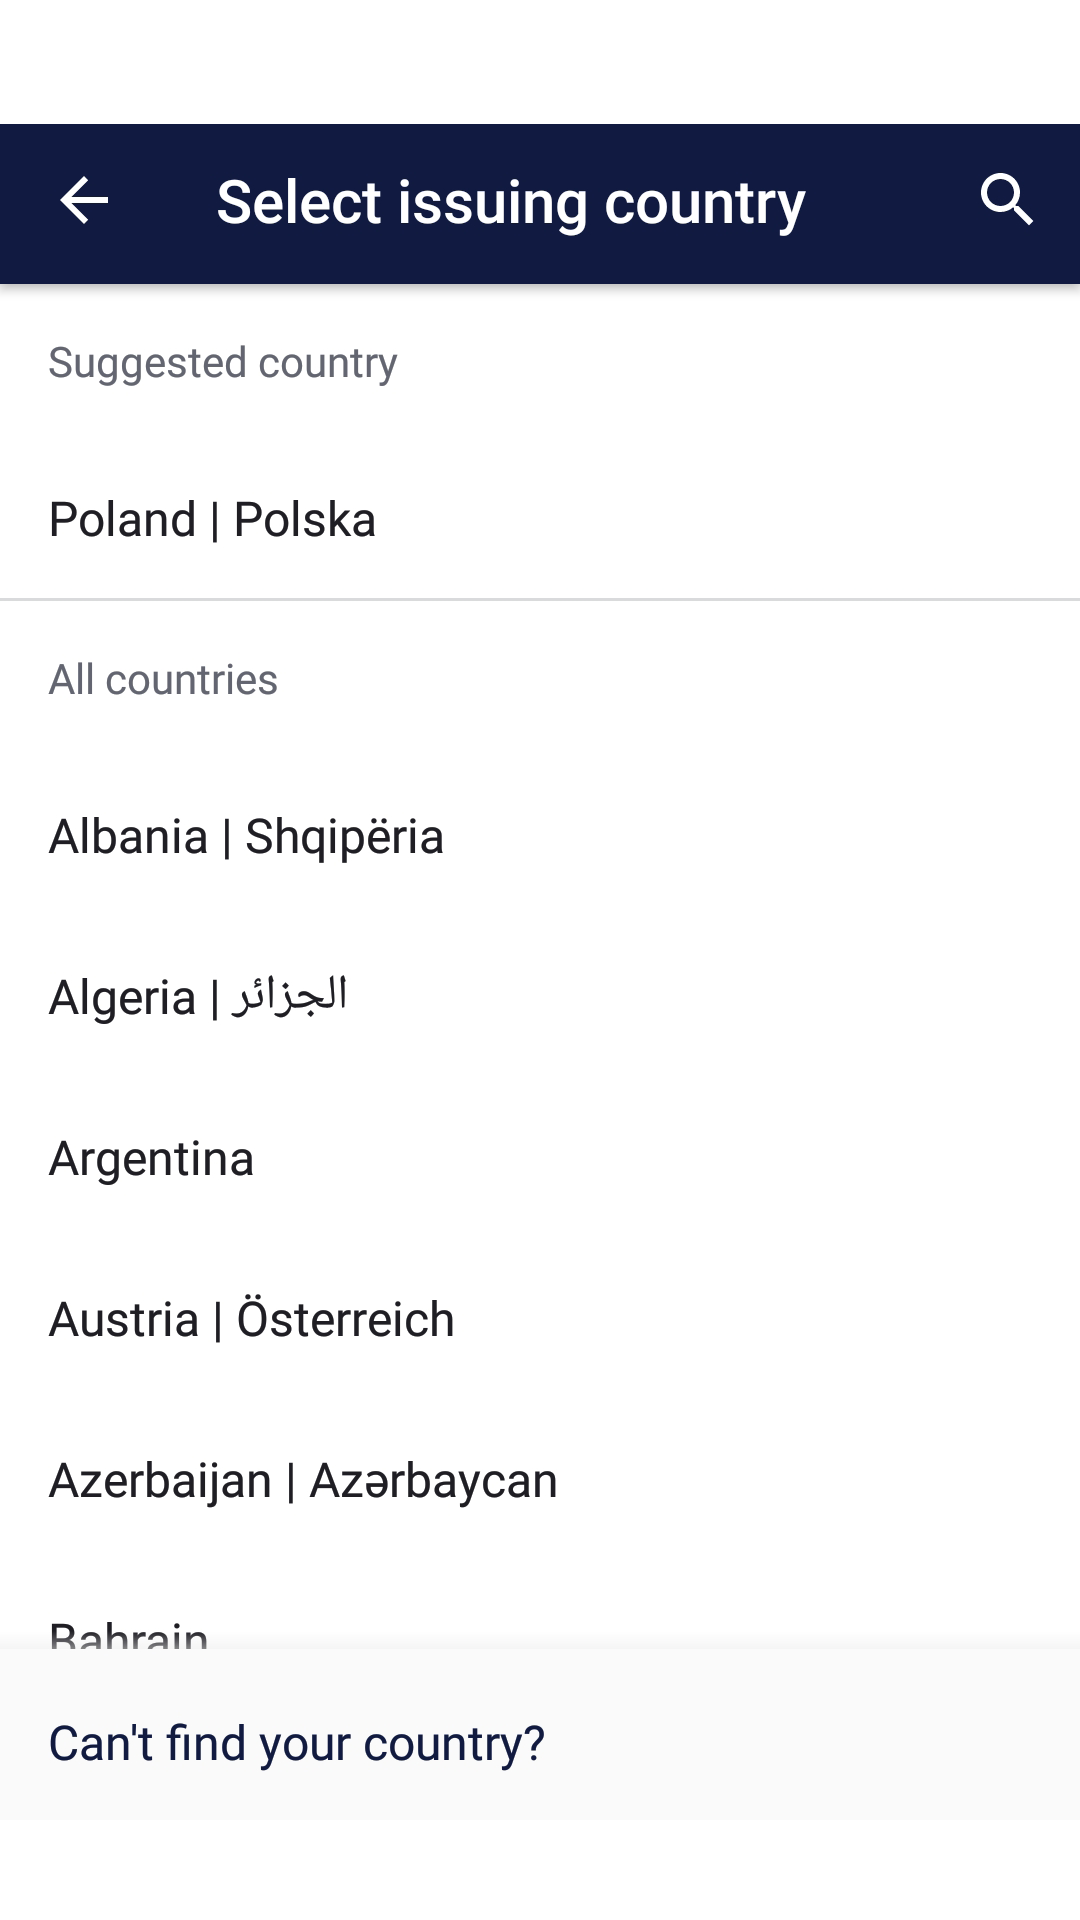 Select issuing country
Suggested country
Poland | Polska
All countries
Albania | Shqipëria
Algeria | الجزائر
Argentina
Austria | Österreich
Azerbaijan | Azərbaycan
Bahrain
Can't find your country?